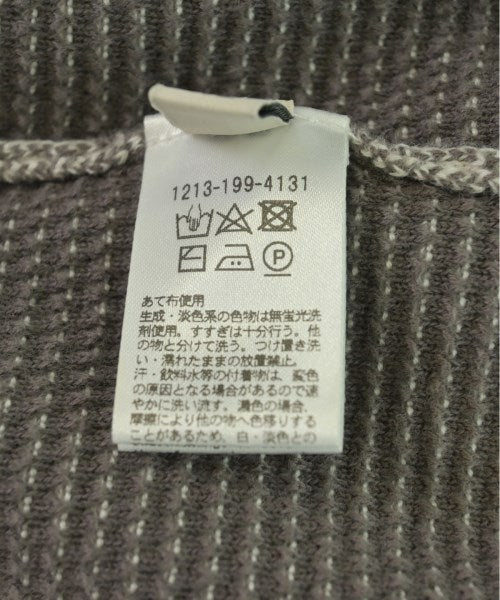 1213-199-4131
あて布使用
生成・淡色系の色物は無蛍光洗
剤使用。すすぎは十分行う。他
の物と分けて洗う。つけ置き洗
い・濡れたままの放置禁止。
汗・飲料水等の付着物は、変色
の原因となる場合があるので速
やかに洗い流す。濃色の場合、
摩擦により他の物へ色移りする
ことがあるため、白・淡色との